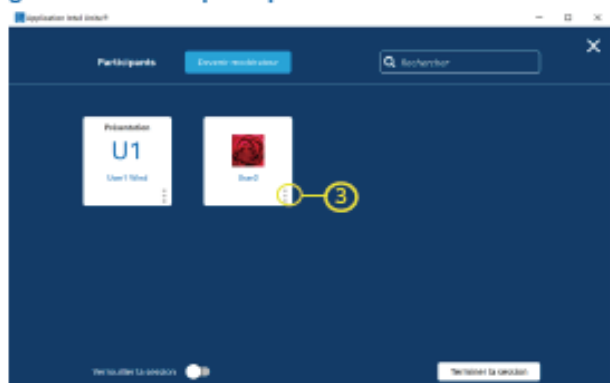 Application Intel Unite®
Participants
Devenir modérateur
Rechercher
Présentation
U1
User1 Wind
User2
3
Verrouiller la session
Terminer la session